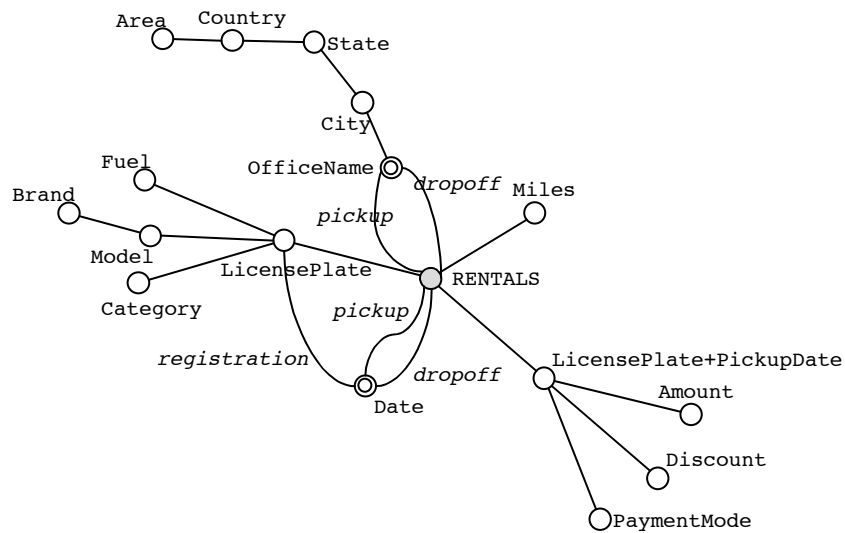 Area
Country
State
City
OfficeName
dropoff
Fuel
Miles
Brand
pickup
Model
LicensePlate
RENTALS
Category
pickup
registration
LicensePlate+PickupDate
dropoff
Amount
Date
Discount
PaymentMode